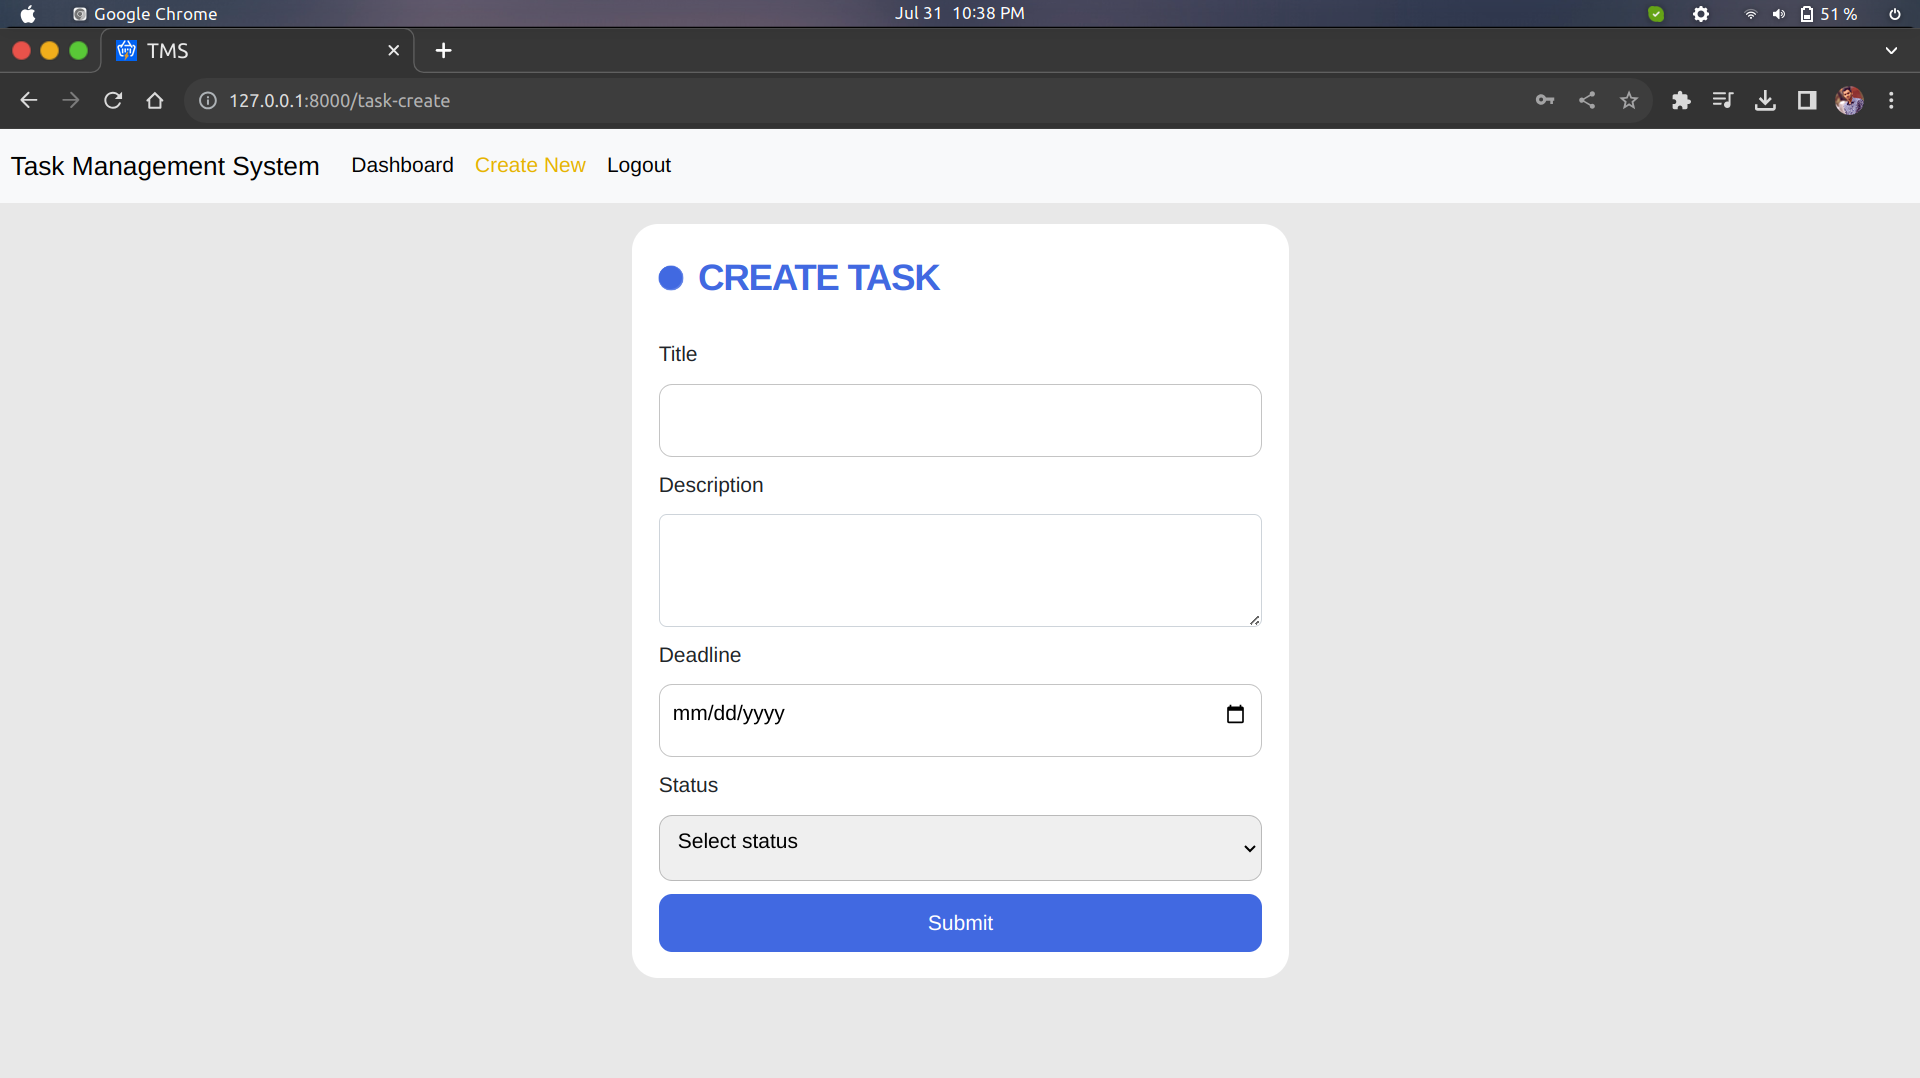 Google Chrome Jul 31 10:38 PM 51 %
TMS
127.0.0.1:8000/task-create
Task Management System Dashboard Create New Logout
CREATE TASK
Title
Description
Deadline
mm/dd/yyyy
Status
Select status
Submit